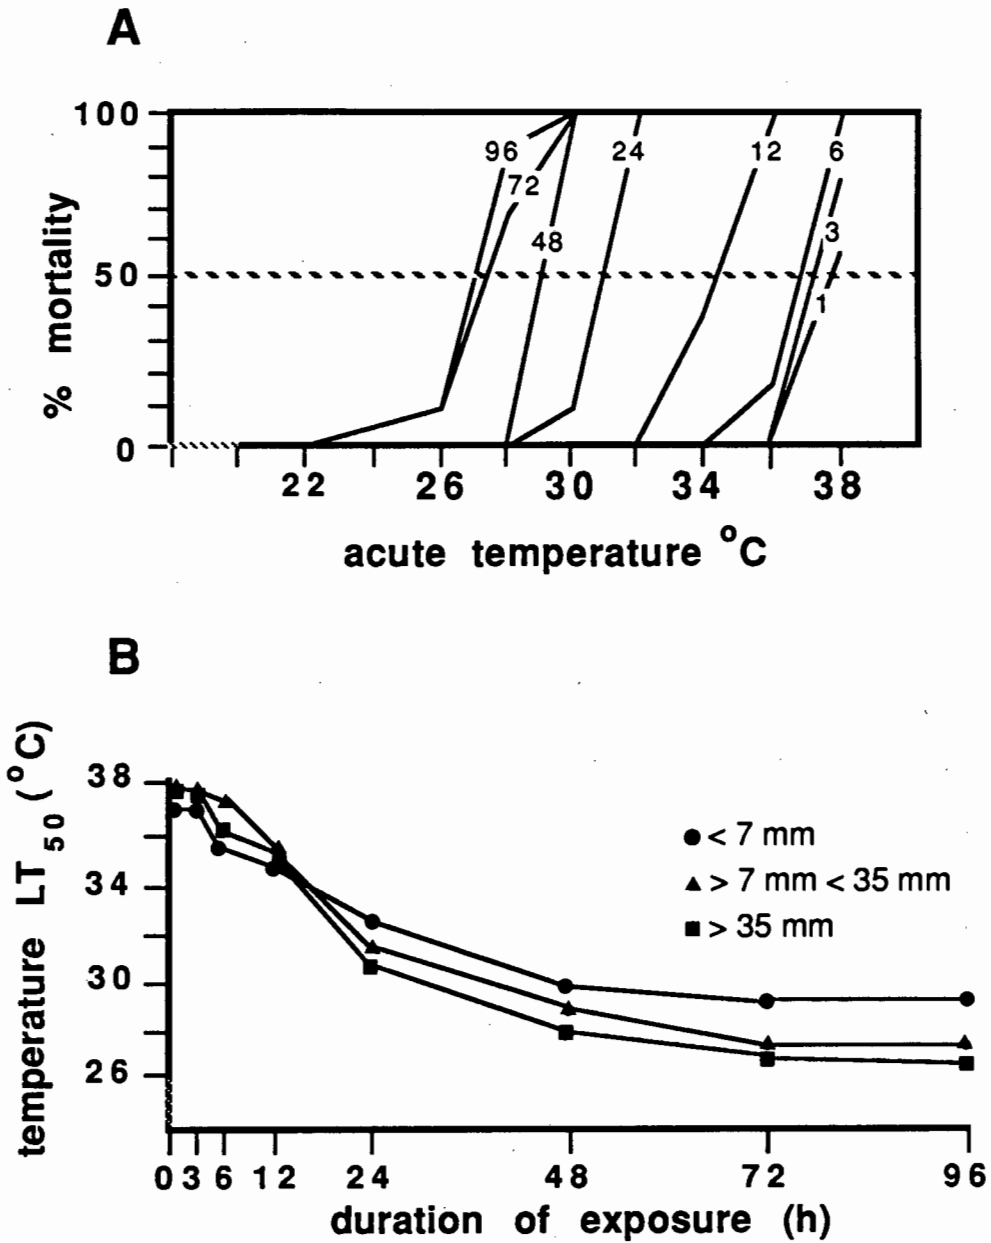 A
100
50
0
% mortality
96
72
48
24
12
6
3
1
22 26 30 34 38
acute temperature °C
B
38
34
30
26
temperature LT50 (°C)
< 7 mm
> 7 mm < 35 mm
> 35 mm
0 3 6 12 24 48 72 96
duration of exposure (h)